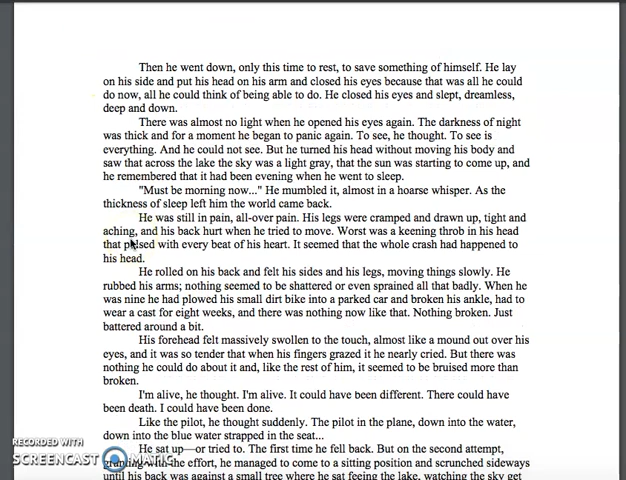 Then he went down, only this time to rest, to save something of himself. He lay
on his side and put his head on his arm and closed his eyes because that was all he could
do now, all he could think of being able to do. He closed his eyes and slept, dreamless,
deep and down.
There was almost no light when he opened his eyes again. The darkness of night
was thick and for a moment he began to panic again. To see, he thought. To see is
everything. And he could not see. But he turned his head without moving his body and
saw that across the lake the sky was a light gray, that the sun was starting to come up, and
he remembered that it had been evening when he went to sleep.
"Must be morning now..." He mumbled it, almost in a hoarse whisper. As the
thickness of sleep left him the world came back.
He was still in pain, all-over pain. His legs were cramped and drawn up, tight and
aching, and his back hurt when he tried to move. Worst was a keening throb in his head
that pulsed with every beat of his heart. It seemed that the whole crash had happened to
his head.
He rolled on his back and felt his sides and his legs, moving things slowly. He
rubbed his arms; nothing seemed to be shattered or even sprained all that badly. When he
was nine he had plowed his small dirt bike into a parked car and broken his ankle, had to
wear a cast for eight weeks, and there was nothing now like that. Nothing broken. Just
battered around a bit.
His forehead felt massively swollen to the touch, almost like a mound out over his
eyes, and it was so tender that when his fingers grazed it he nearly cried. But there was
nothing he could do about it and, like the rest of him, it seemed to be bruised more than
broken.
I'm alive, he thought. I'm alive. It could have been different. There could have
been death. I could have been done.
Like the pilot, he thought suddenly. The pilot in the plane, down into the water,
down into the blue water strapped in the seat...
He sat up—or tried to. The first time he fell back. But on the second attempt,
grunting with the effort, he managed to come to a sitting position and scrunched sideways
until his back was against a small tree where he sat facing the lake, watching the sky get
RECORDED WITH
SCREENCAST MATIC